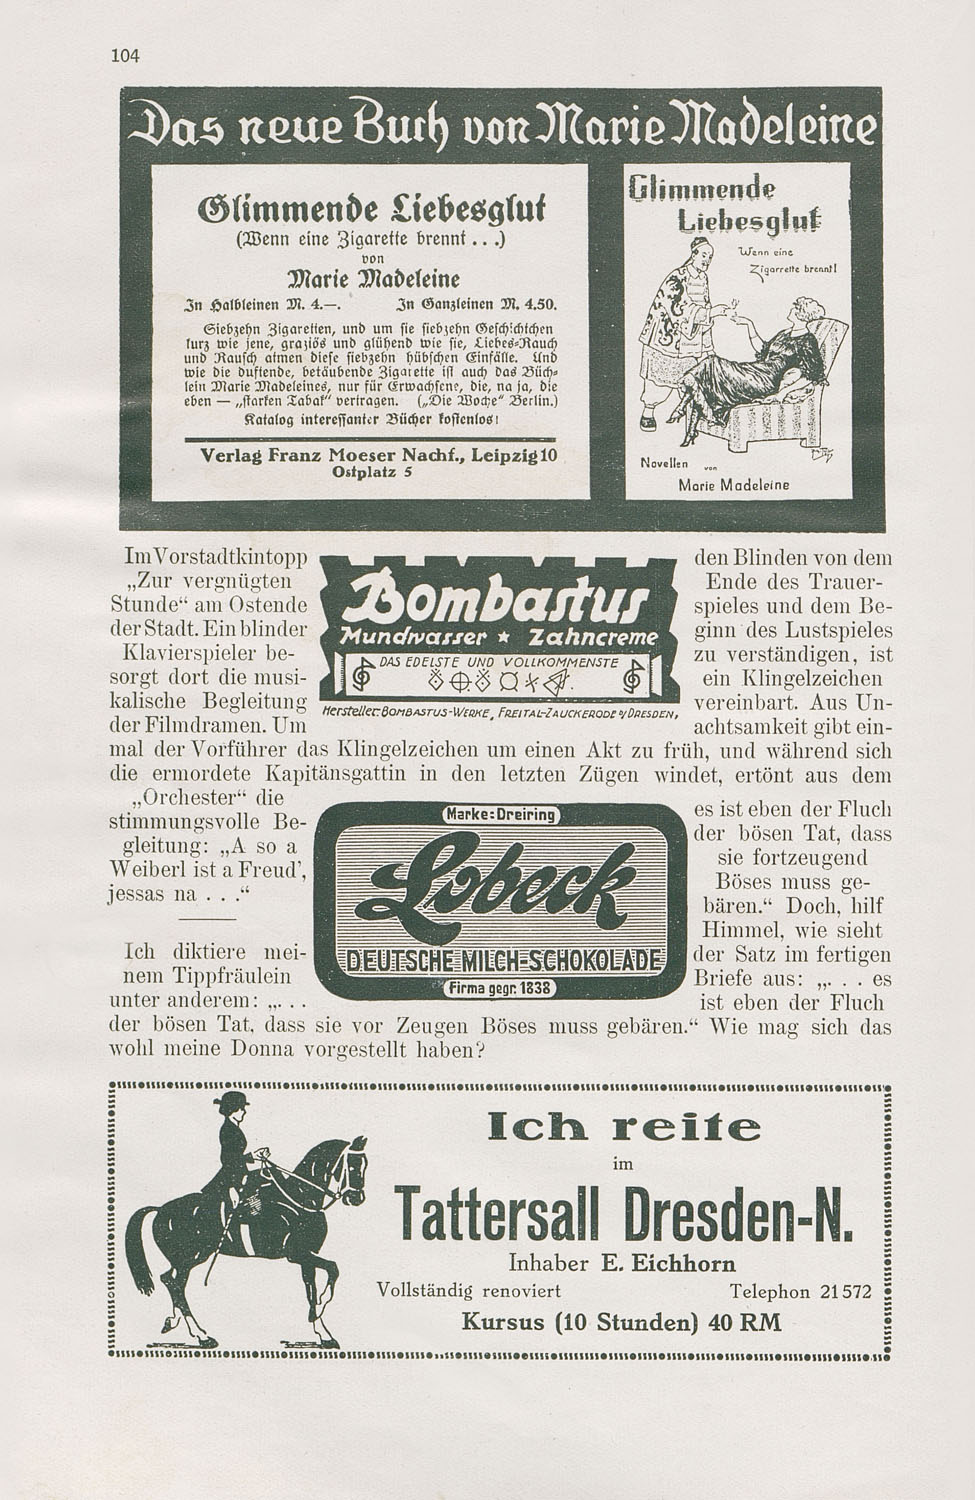 104
Das neue Buch von Marie Madeleine
Glimmende Liebesglut
(Wenn eine Zigarette brennt . . .)
von
Marie Madeleine
In Halbleinen M. 4.—. In Ganzleinen M. 4.50.
Siebzehn Zigaretten, und um sie siebzehn Geschichtchen
kurz wie jene, graziös und glühend wie sie, Liebes-Rauch
und Rausch atmen diese siebzehn hübschen Einfälle. Und
wie die duftende, betäubende Zigarette ist auch das Büch-
lein Marie Madeleines, nur für Erwachsene, die, na ja, die
eben — „starken Tabak“ vertragen. („Die Woche“ Berlin.)
Katalog interessanter Bücher kostenlos!
Verlag Franz Moeser Nachf., Leipzig 10
Ostplatz 5
Glimmende
Liebesglut
Wenn eine
Zigarrette brennt!
Novellen von
Marie Madeleine
Im Vorstadtkintopp
„Zur vergnügten
Stunde“ am Ostende
der Stadt. Ein blinder
Klavierspieler be-
sorgt dort die musi-
kalische Begleitung
der Filmdramen. Um
Bombastus
Mundwasser ★ Zahncreme
DAS EDELSTE UND VOLLKOMMENSTE
Hersteller: BOMBASTUS-WERKE, FREITAL-ZAUCKERODE b/DRESDEN,
den Blinden von dem
Ende des Trauer-
spieles und dem Be-
ginn des Lustspieles
zu verständigen, ist
ein Klingelzeichen
vereinbart. Aus Un-
achtsamkeit gibt ein-
mal der Vorführer das Klingelzeichen um einen Akt zu früh, und während sich
die ermordete Kapitänsgattin in den letzten Zügen windet, ertönt aus dem
„Orchester“ die
stimmungsvolle Be-
gleitung: „A so a
Weiberl ist a Freud’,
jessas na . . .“
Ich diktiere mei-
nem Tippfräulein
unter anderem: „. . .
Marke: Dreiring
Lobeck
DEUTSCHE MILCH-SCHOKOLADE
Firma gegr. 1838
es ist eben der Fluch
der bösen Tat, dass
sie fortzeugend
Böses muss ge-
bären.“ Doch, hilf
Himmel, wie sieht
der Satz im fertigen
Briefe aus: „. . . es
ist eben der Fluch
der bösen Tat, dass sie vor Zeugen Böses muss gebären.“ Wie mag sich das
wohl meine Donna vorgestellt haben?
Ich reite
im
Tattersall Dresden-N.
Inhaber E. Eichhorn
Vollständig renoviert Telephon 21572
Kursus (10 Stunden) 40 RM